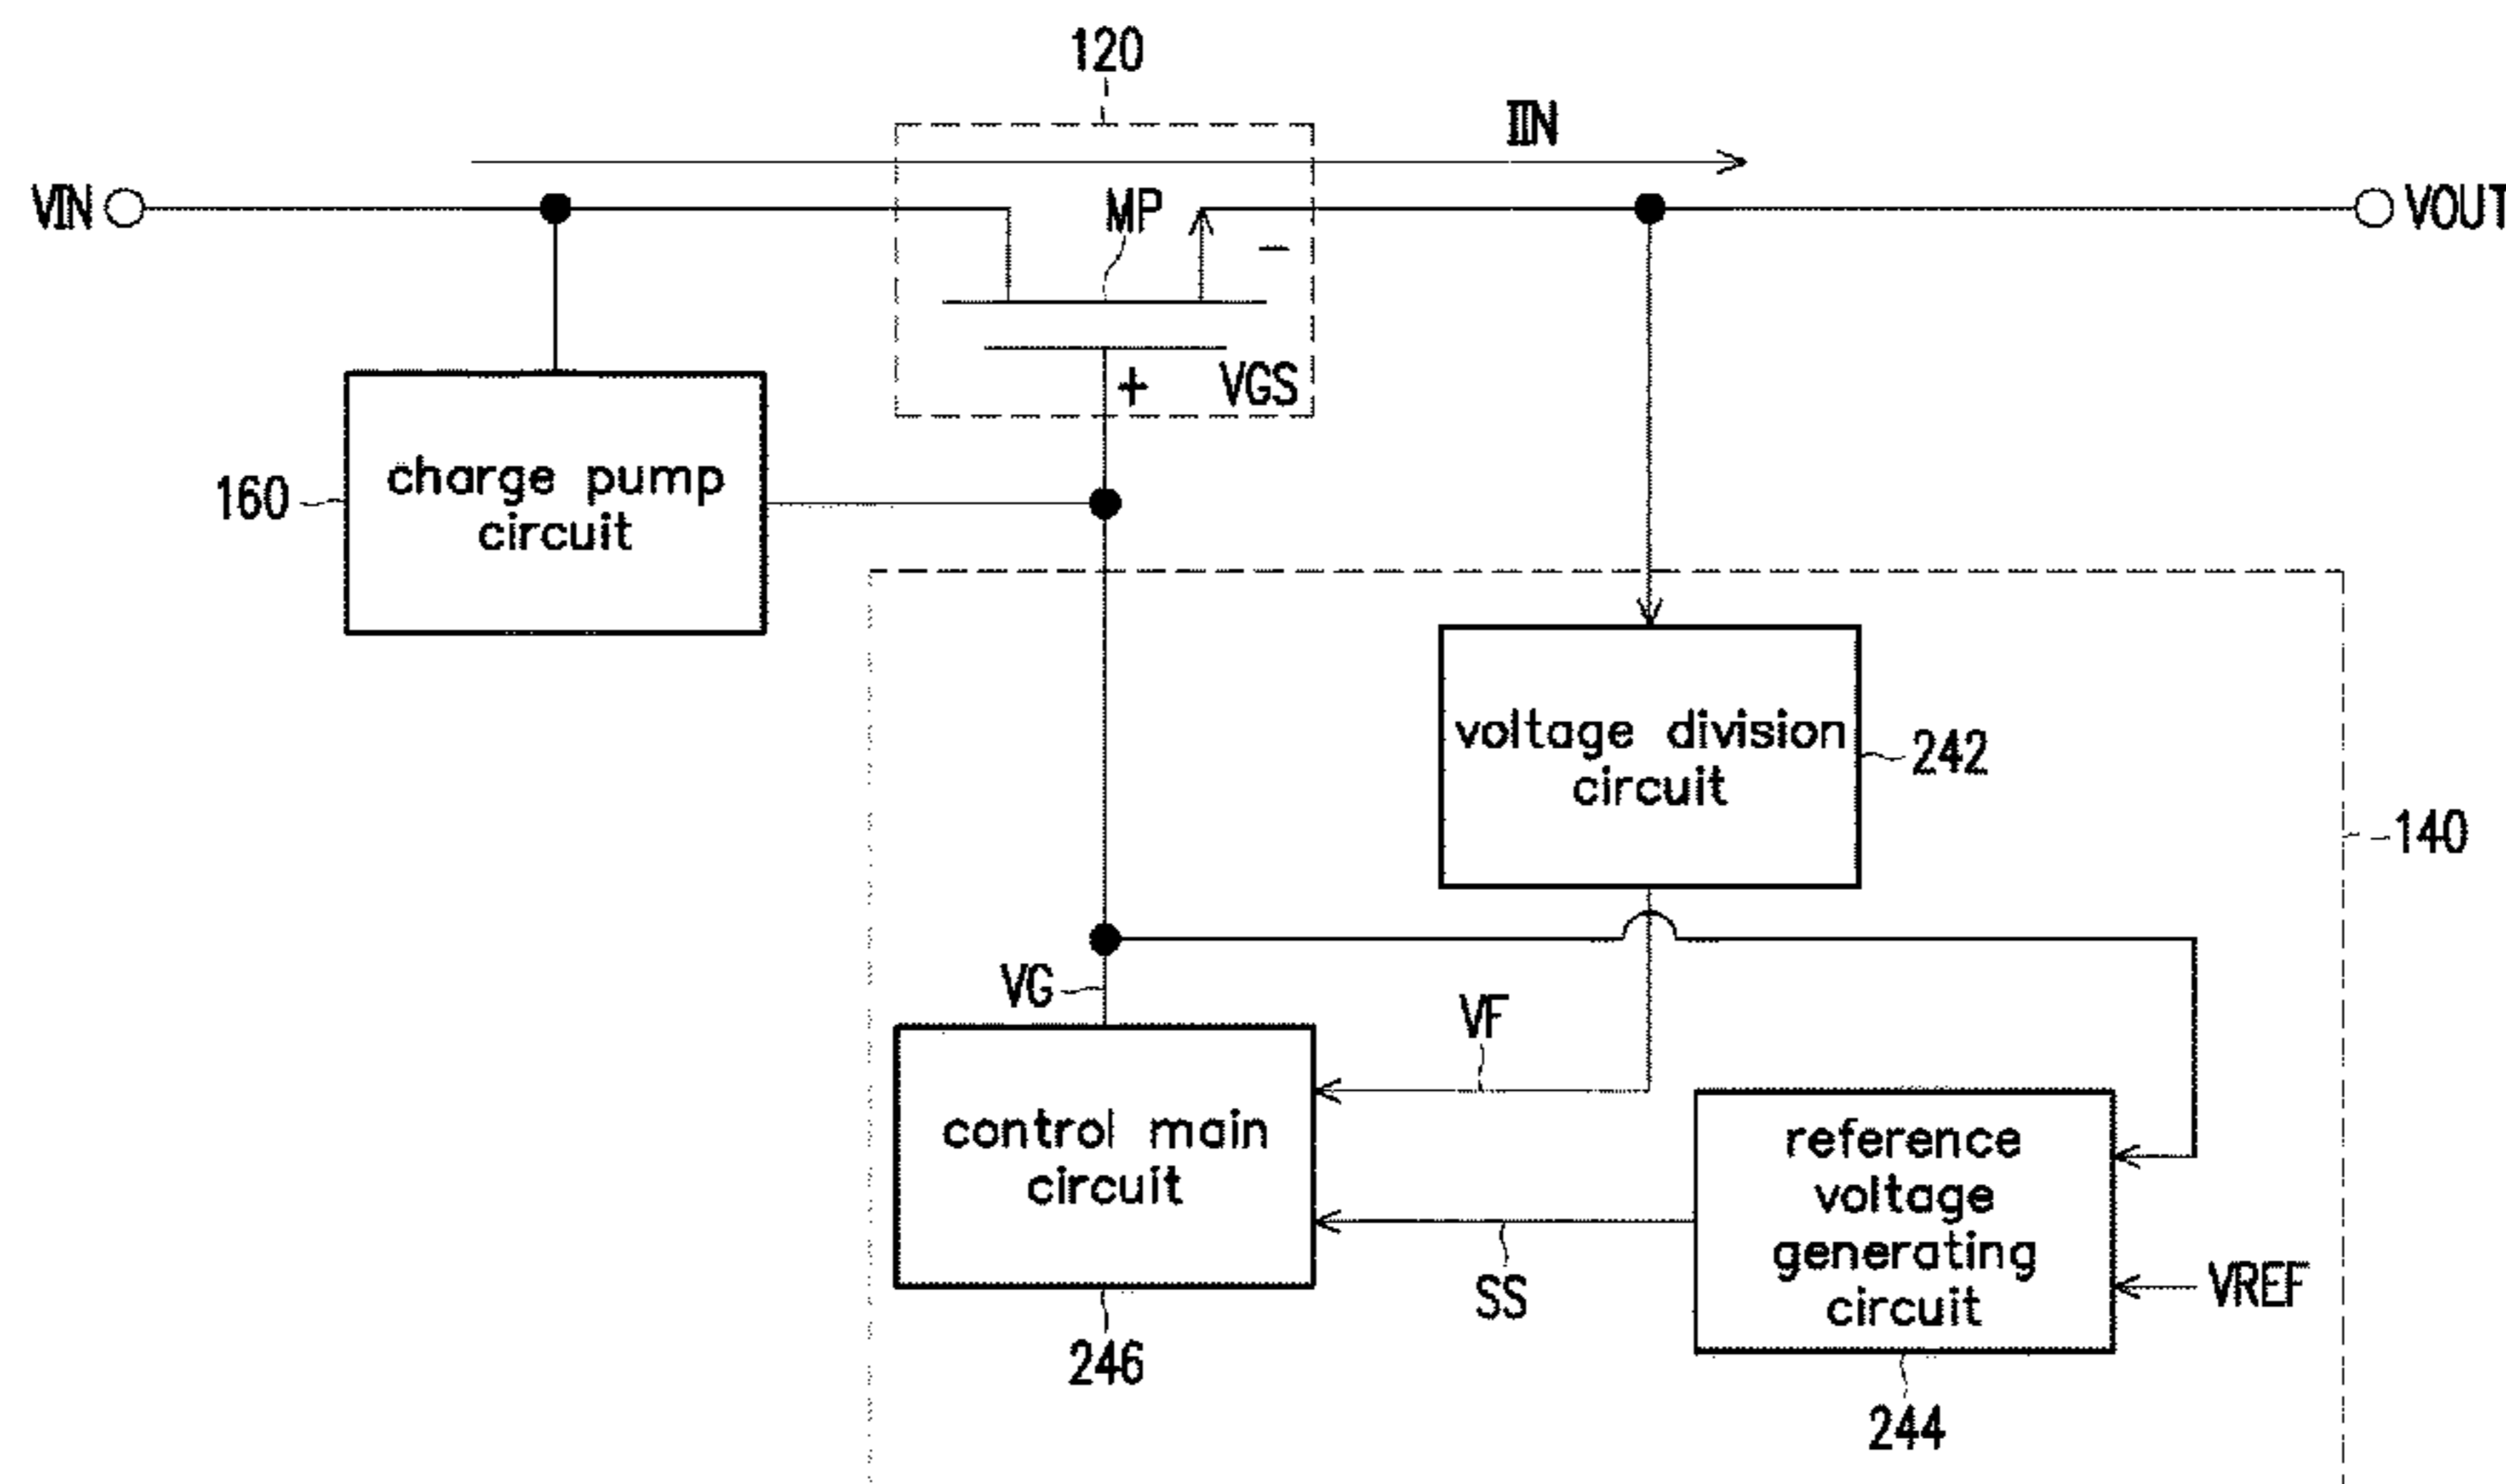 120
IIN
VIN
MP
VOUT
−
+
VGS
160
charge pump
circuit
voltage division
circuit
242
140
VG
VF
control main
circuit
reference
voltage
generating
circuit
SS
VREF
246
244